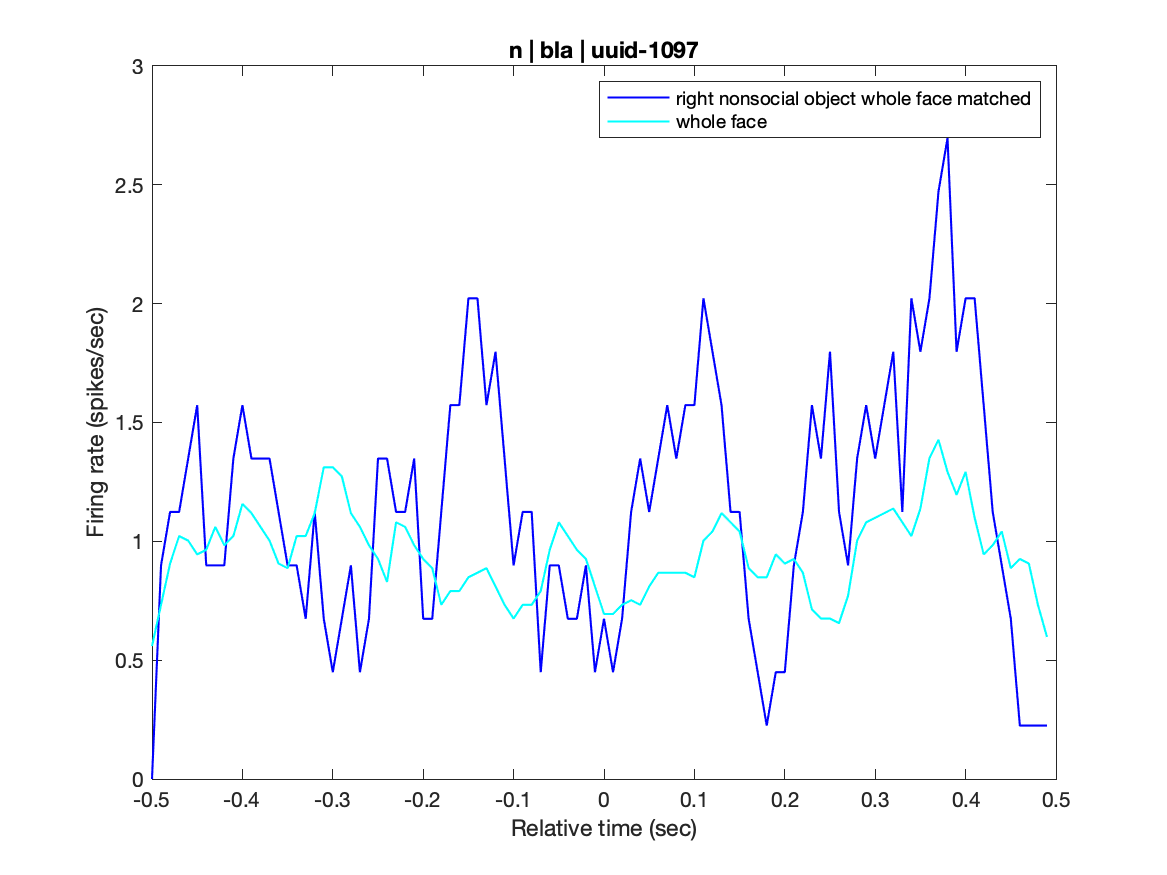 n | bla | uuid-1097
right nonsocial object whole face matched
whole face
Firing rate (spikes/sec)
3
2.5
2
1.5
1
0.5
0
-0.5 -0.4 -0.3 -0.2 -0.1 0 0.1 0.2 0.3 0.4 0.5
Relative time (sec)